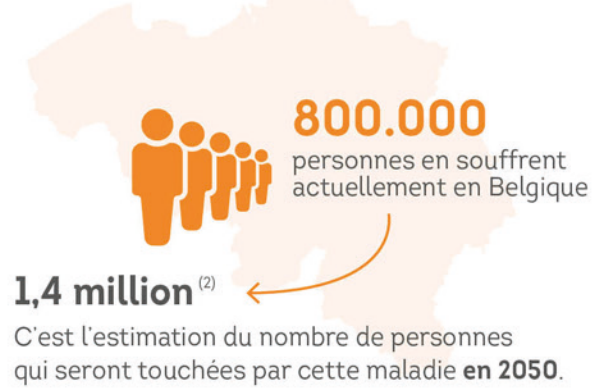 800.000
personnes en souffrent
actuellement en Belgique
1,4 million (2)
C'est l'estimation du nombre de personnes
qui seront touchées par cette maladie en 2050.